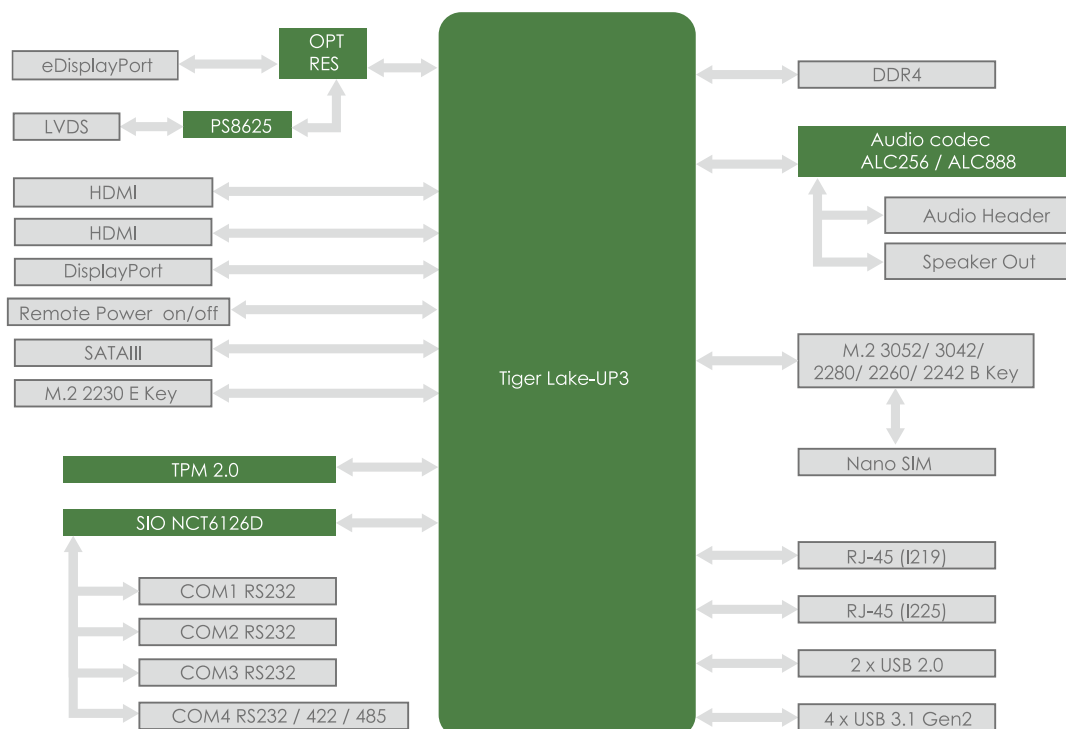 eDisplayPort
OPT
RES
LVDS
PS8625
HDMI
HDMI
DisplayPort
Remote Power on/off
SATAIII
M.2 2230 E Key
TPM 2.0
SIO NCT6126D
COM1 RS232
COM2 RS232
COM3 RS232
COM4 RS232 / 422 / 485
Tiger Lake-UP3
DDR4
Audio codec
ALC256 / ALC888
Audio Header
Speaker Out
M.2 3052/ 3042/
2280/ 2260/ 2242 B Key
Nano SIM
RJ-45 (I219)
RJ-45 (I225)
2 x USB 2.0
4 x USB 3.1 Gen2